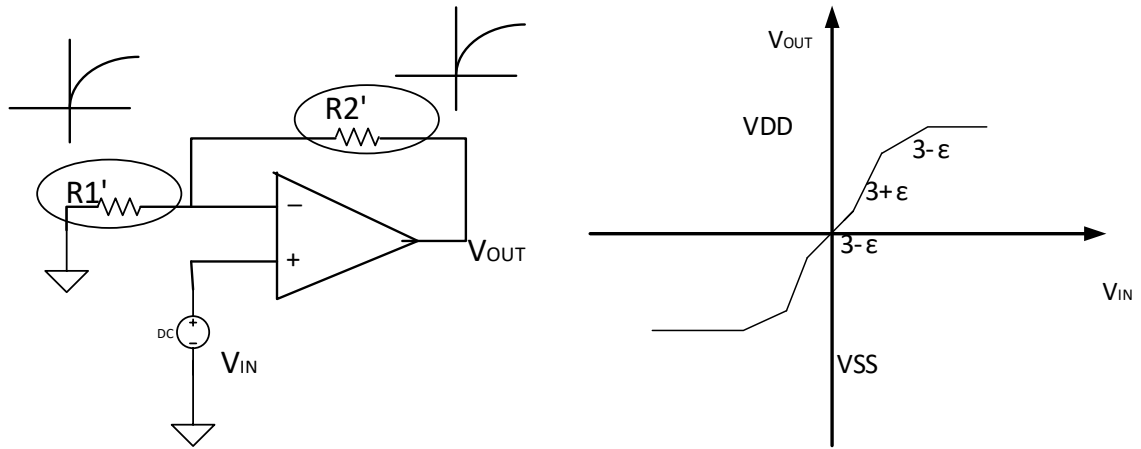 R2'
R1'
−
+
VOUT
DC
+
−
VIN
VOUT
VDD
3-ε
3+ε
3-ε
VIN
VSS